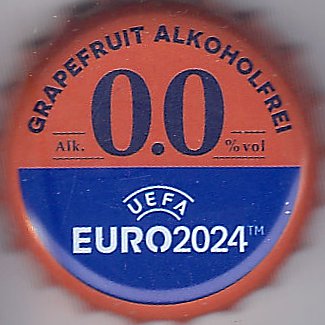 GRAPEFRUIT ALKOHOLFREI
Alk. 0.0 % vol
UEFA
EURO2024™